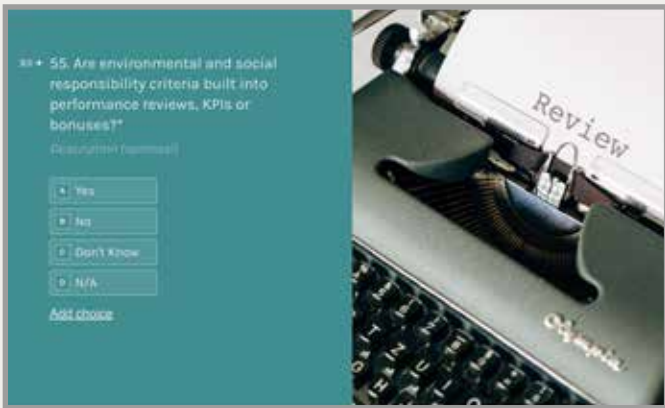 55. Are environmental and social
responsibility criteria built into
performance reviews, KPIs or
bonuses?*
Description (optional)
A Yes
B No
C Don't Know
D N/A
Add choice
Review
Olympia
T Z U I
G H